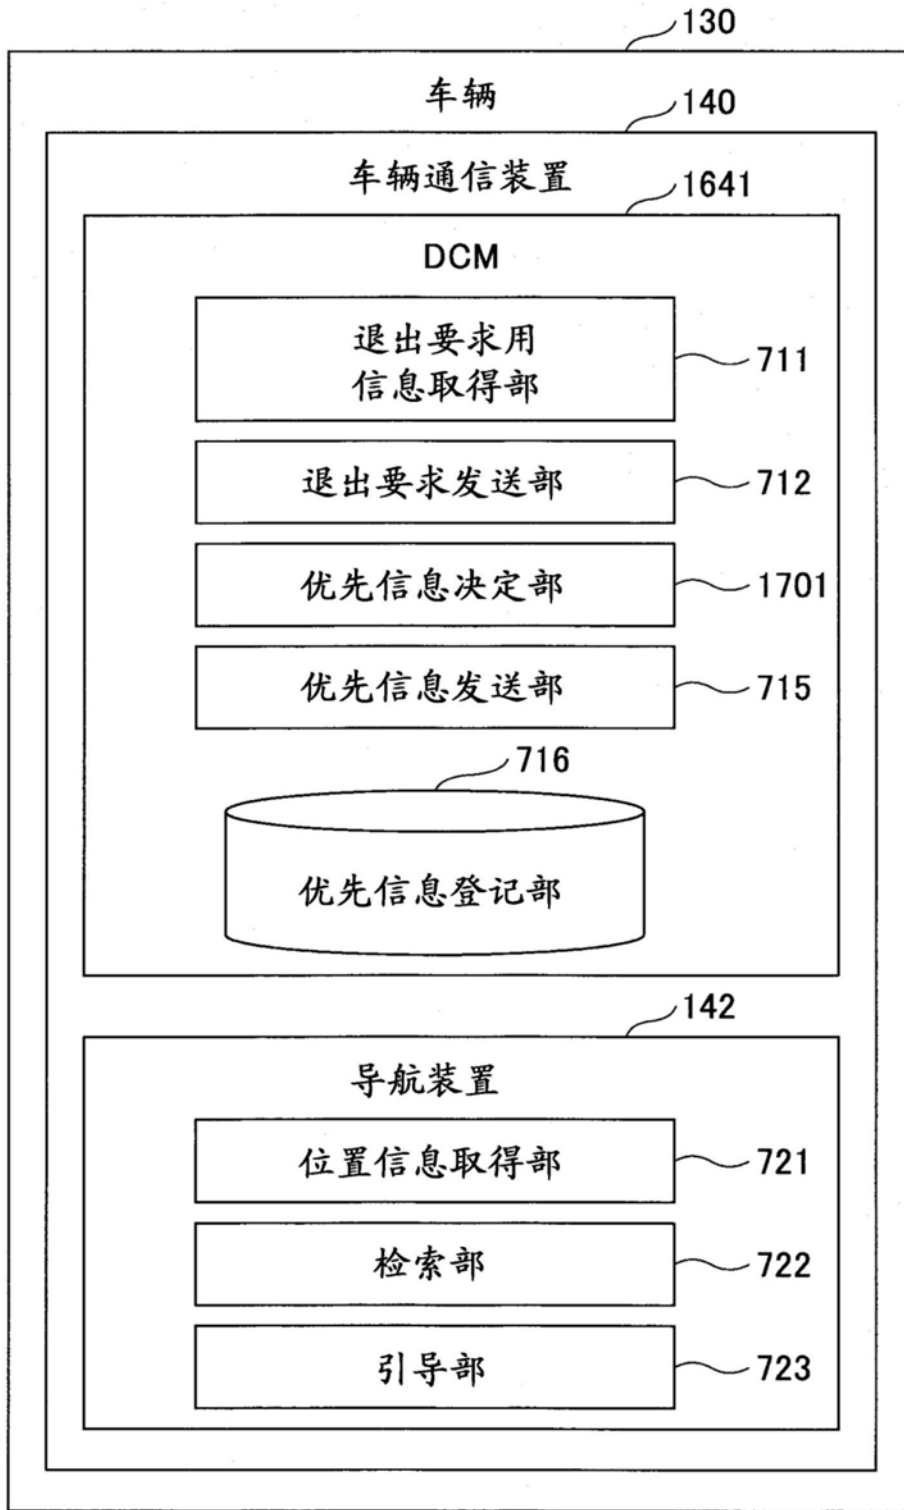 130
车辆
140
车辆通信装置
1641
DCM
退出要求用
信息取得部
711
退出要求发送部
712
优先信息决定部
1701
优先信息发送部
715
716
优先信息登记部
142
导航装置
位置信息取得部
721
检索部
722
引导部
723